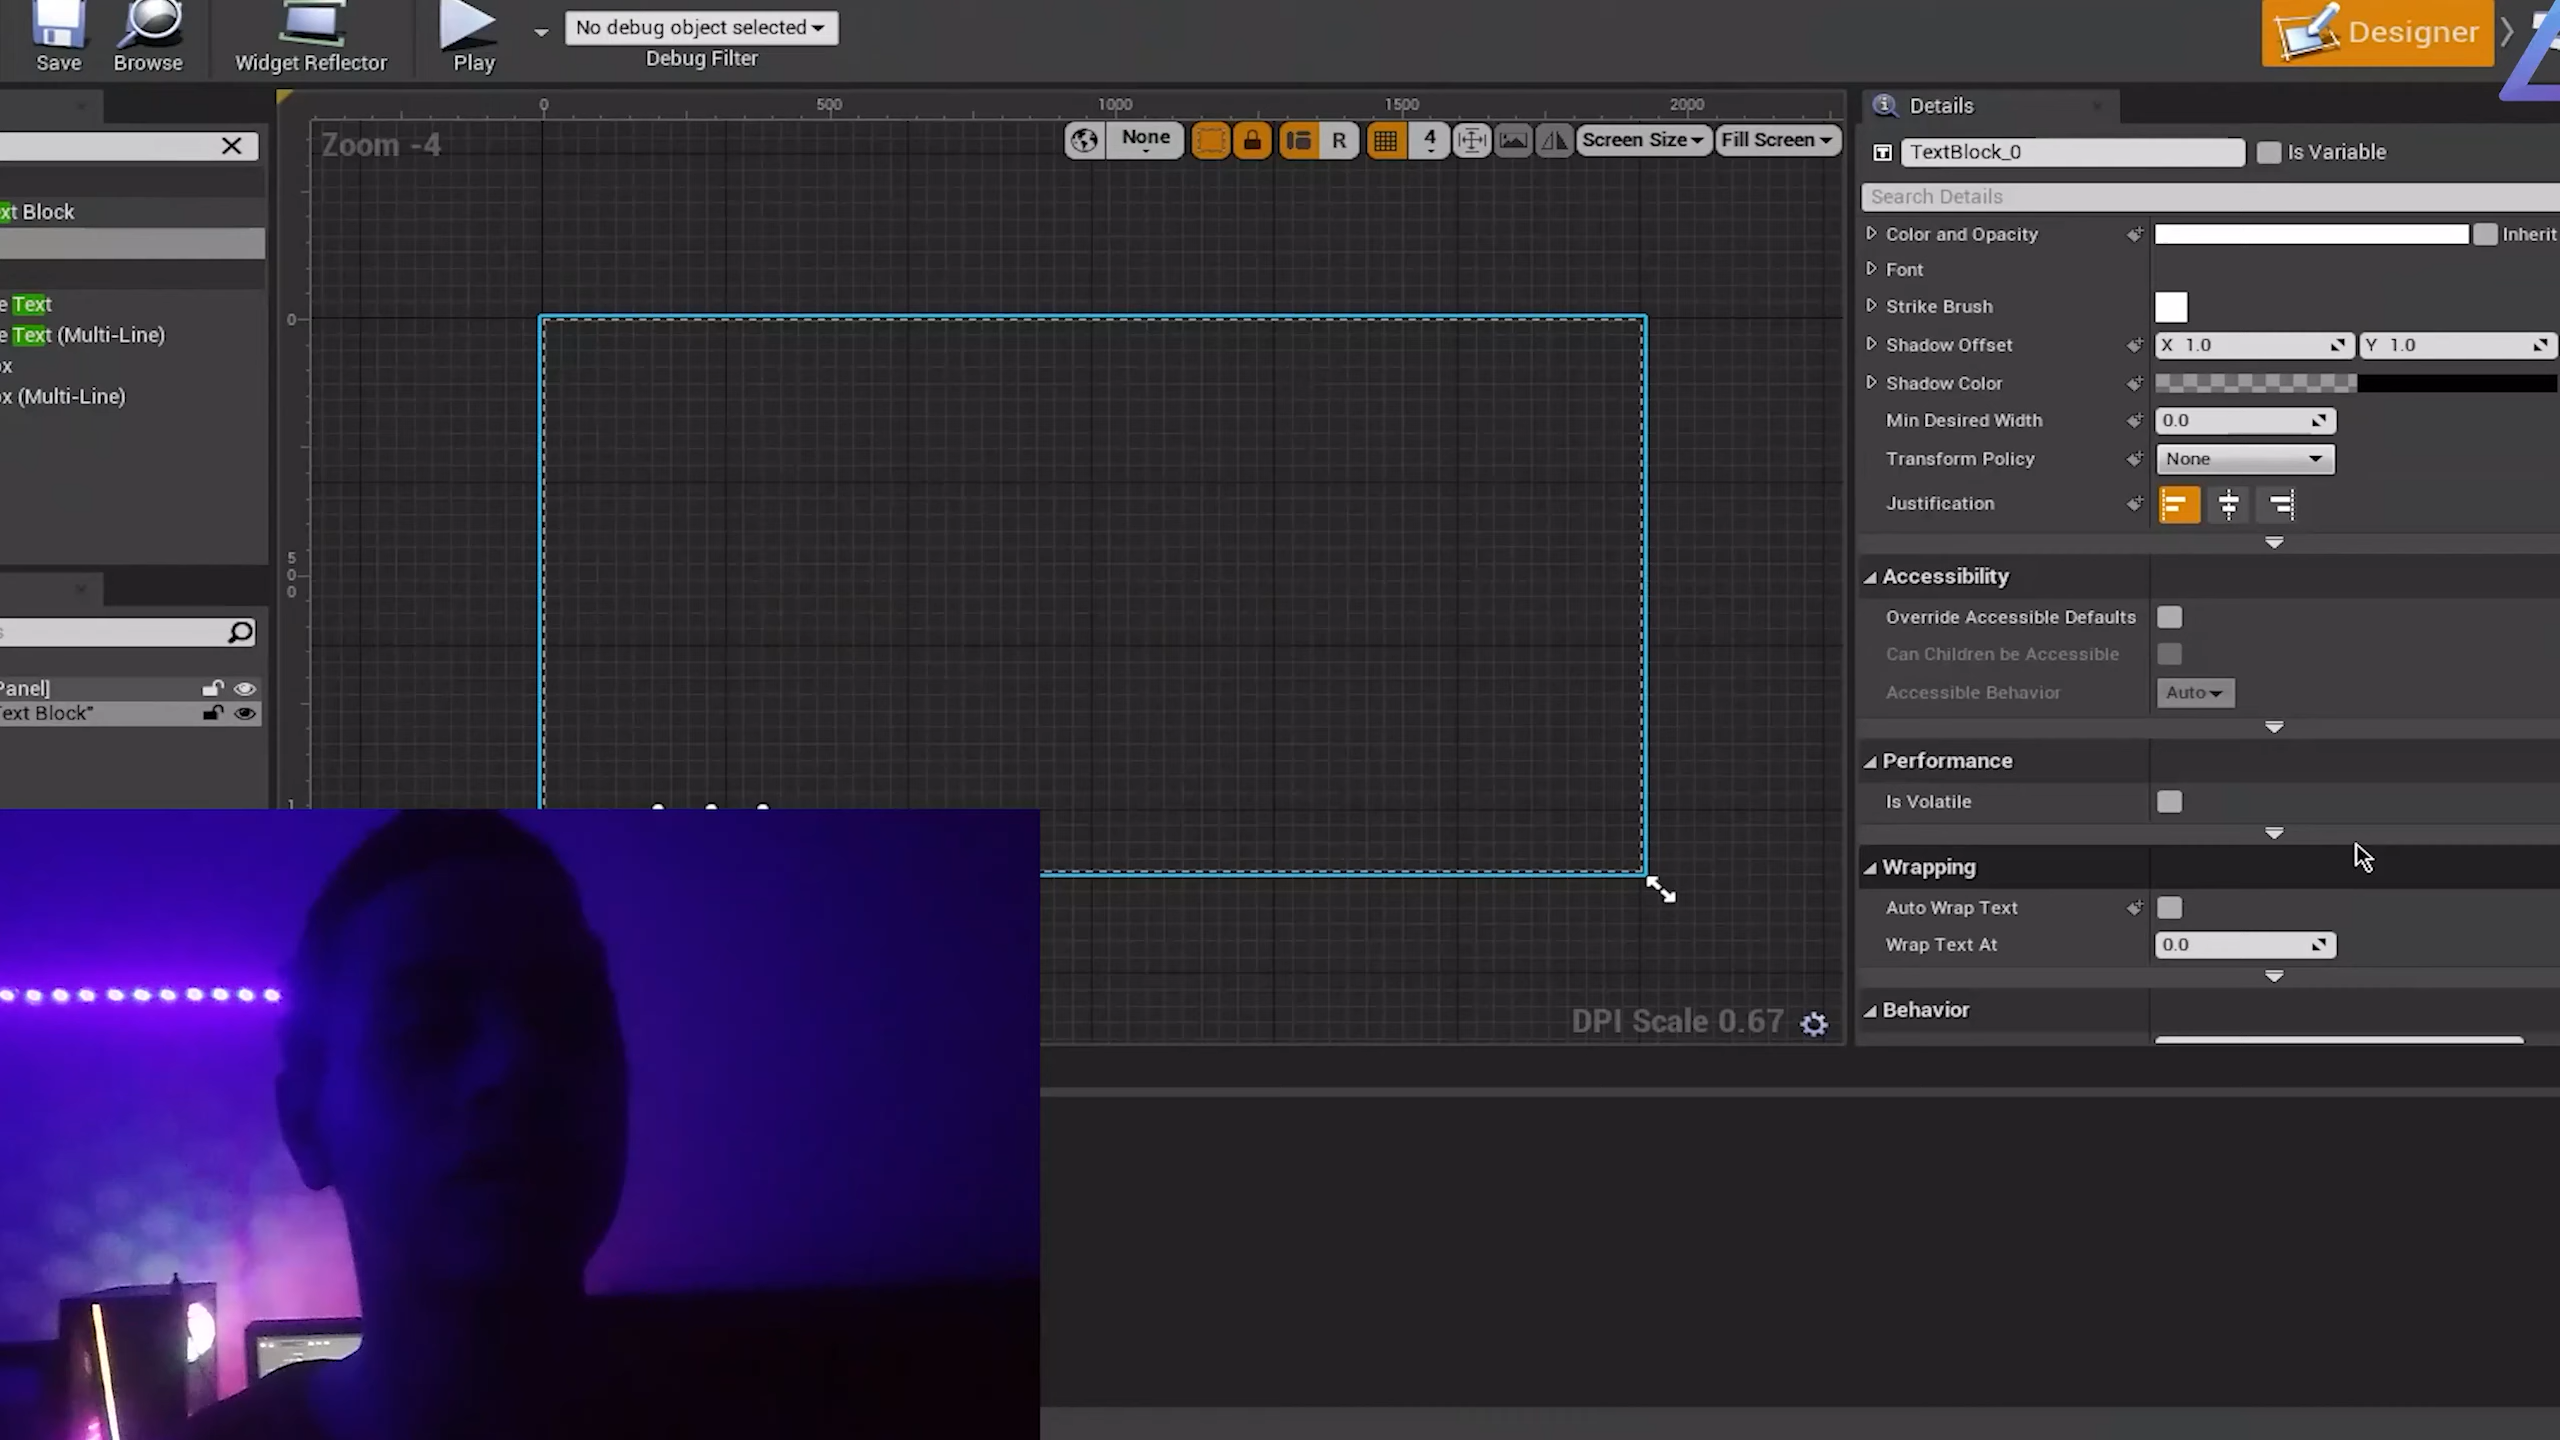 Save
Browse
Widget Reflector
Play
No debug object selected
Debug Filter
Designer
0
500
1000
1500
2000
Zoom -4
None
R
4
Screen Size
Fill Screen
xt Block
e Text
e Text (Multi-Line)
x
x (Multi-Line)
s
Panel]
ext Block"
0
500
1
DPI Scale 0.67
Details
TextBlock_0
Is Variable
Search Details
Color and Opacity
Inherit
Font
Strike Brush
Shadow Offset
X 1.0
Y 1.0
Shadow Color
Min Desired Width
0.0
Transform Policy
None
Justification
Accessibility
Override Accessible Defaults
Can Children be Accessible
Accessible Behavior
Auto
Performance
Is Volatile
Wrapping
Auto Wrap Text
Wrap Text At
0.0
Behavior